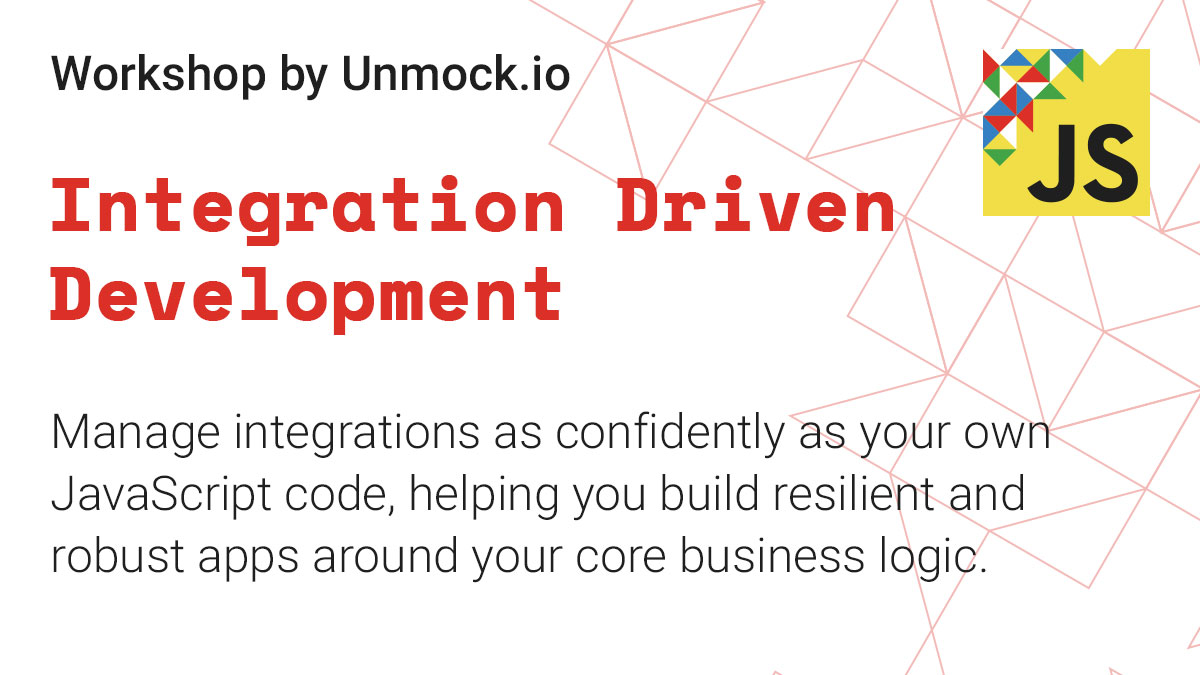 Workshop by Unmock.io
JS
Integration Driven
Development
Manage integrations as confidently as your own
JavaScript code, helping you build resilient and
robust apps around your core business logic.